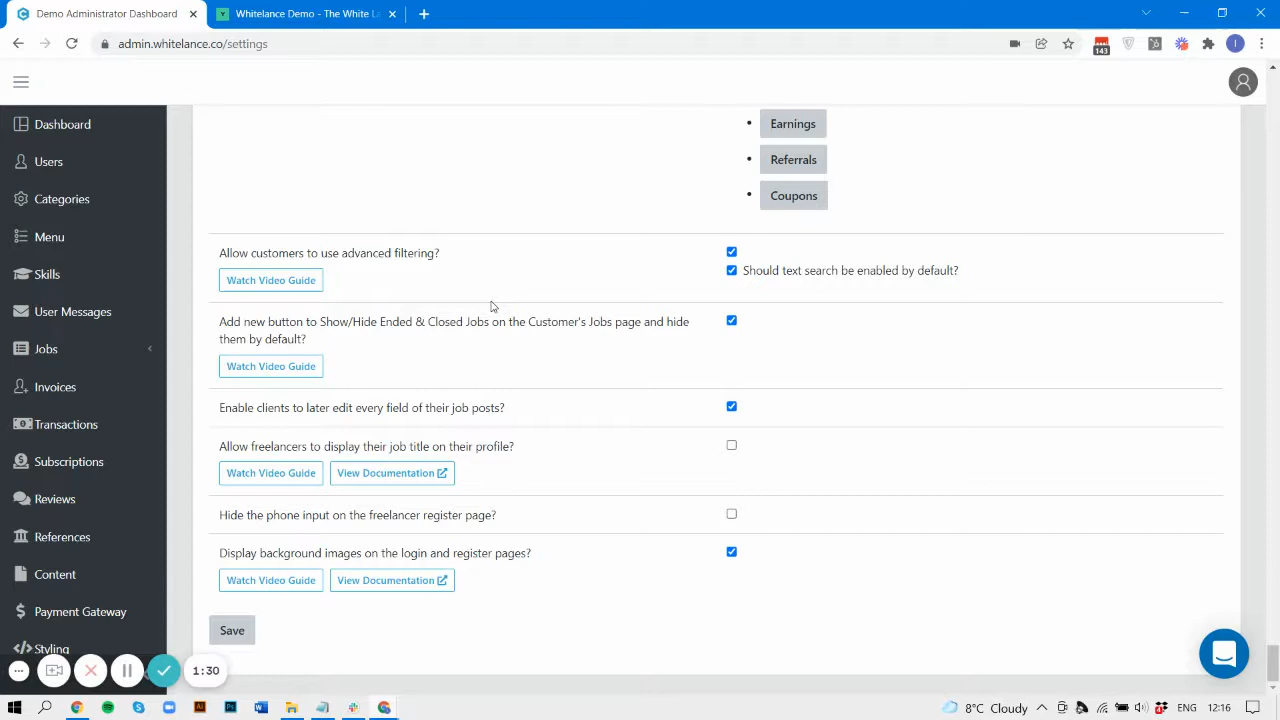 Demo Administrator Dashboard
Whitelance Demo - The White La
admin.whitelance.co/settings
143
I
Dashboard
Users
Categories
Menu
Skills
User Messages
Jobs
Invoices
Transactions
Subscriptions
Reviews
References
Content
Payment Gateway
Styling
Earnings
Referrals
Coupons
Allow customers to use advanced filtering?
Should text search be enabled by default?
Watch Video Guide
Add new button to Show/Hide Ended & Closed Jobs on the Customer's Jobs page and hide
them by default?
Watch Video Guide
Enable clients to later edit every field of their job posts?
Allow freelancers to display their job title on their profile?
Watch Video Guide View Documentation
Hide the phone input on the freelancer register page?
Display background images on the login and register pages?
Watch Video Guide View Documentation
Save
1:30
8°C Cloudy
ENG
12:16